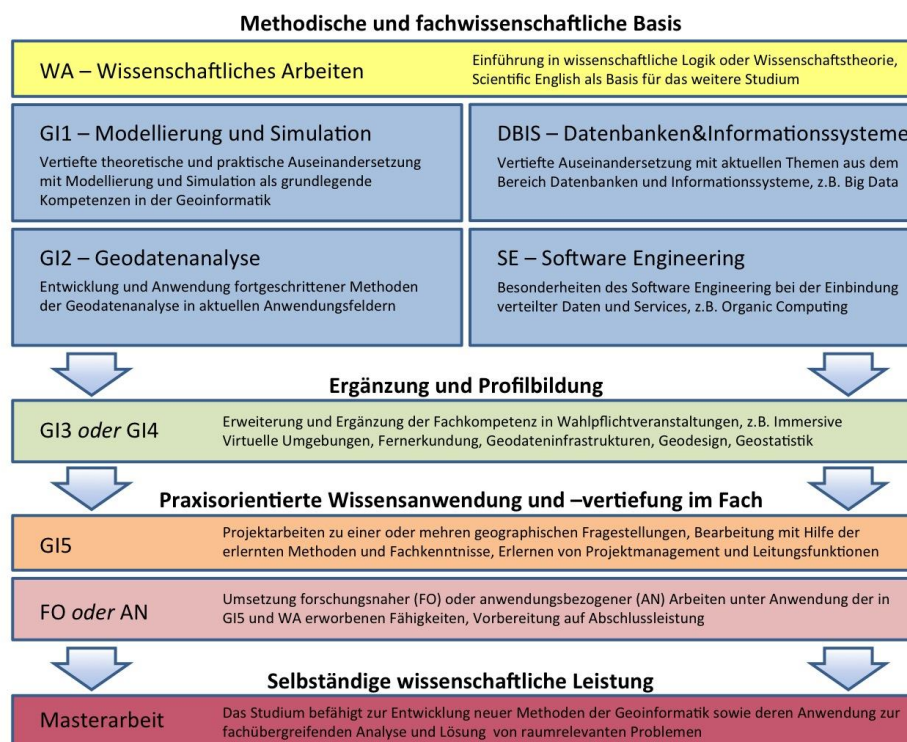 Methodische und fachwissenschaftliche Basis
WA – Wissenschaftliches Arbeiten
Einführung in wissenschaftliche Logik oder Wissenschaftstheorie,
Scientific English als Basis für das weitere Studium
GI1 – Modellierung und Simulation
Vertiefte theoretische und praktische Auseinandersetzung
mit Modellierung und Simulation als grundlegende
Kompetenzen in der Geoinformatik
DBIS – Datenbanken&Informationssysteme
Vertiefte Auseinandersetzung mit aktuellen Themen aus dem
Bereich Datenbanken und Informationssysteme, z.B. Big Data
GI2 – Geodatenanalyse
Entwicklung und Anwendung fortgeschrittener Methoden
der Geodatenanalyse in aktuellen Anwendungsfeldern
SE – Software Engineering
Besonderheiten des Software Engineering bei der Einbindung
verteilter Daten und Services, z.B. Organic Computing
Ergänzung und Profilbildung
GI3 oder GI4
Erweiterung und Ergänzung der Fachkompetenz in Wahlpflichtveranstaltungen, z.B. Immersive
Virtuelle Umgebungen, Fernerkundung, Geodateninfrastrukturen, Geodesign, Geostatistik
Praxisorientierte Wissensanwendung und –vertiefung im Fach
GI5
Projektarbeiten zu einer oder mehren geographischen Fragestellungen, Bearbeitung mit Hilfe der
erlernten Methoden und Fachkenntnisse, Erlernen von Projektmanagement und Leitungsfunktionen
FO oder AN
Umsetzung forschungsnaher (FO) oder anwendungsbezogener (AN) Arbeiten unter Anwendung der in
GI5 und WA erworbenen Fähigkeiten, Vorbereitung auf Abschlussleistung
Selbständige wissenschaftliche Leistung
Masterarbeit
Das Studium befähigt zur Entwicklung neuer Methoden der Geoinformatik sowie deren Anwendung zur
fachübergreifenden Analyse und Lösung von raumrelevanten Problemen